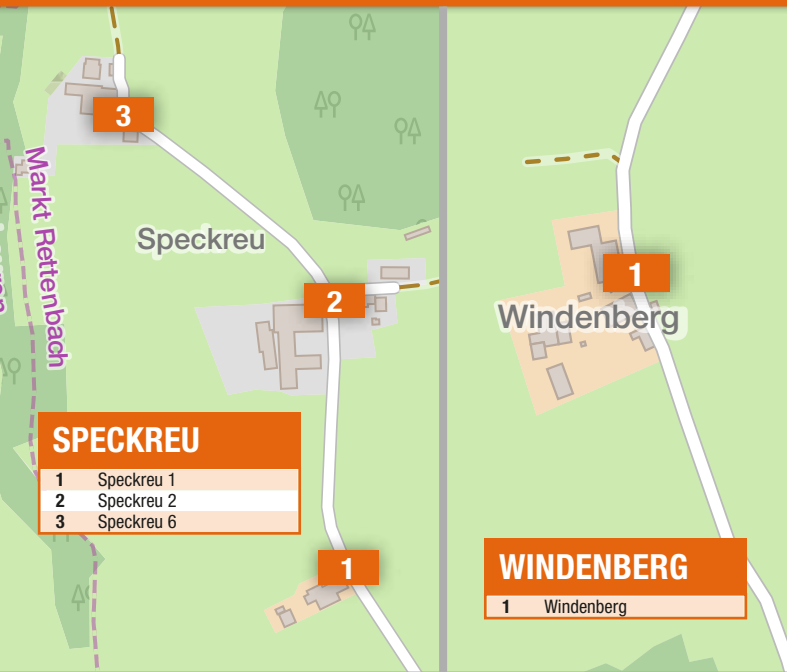 3
Markt Rettenbach
Speckreu
2
SPECKREU
1 Speckreu 1
2 Speckreu 2
3 Speckreu 6
1
1
Windenberg
WINDENBERG
1 Windenberg